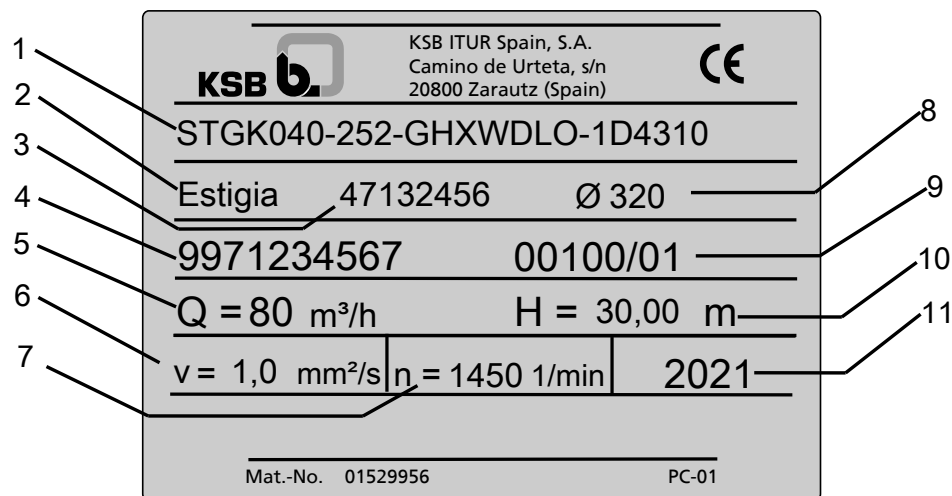 KSB b.
KSB ITUR Spain, S.A.
Camino de Urteta, s/n
20800 Zarautz (Spain)
CE
1
STGK040-252-GHXWDLO-1D4310
2
3
Estigia 47132456 Ø 320
8
4
9971234567 00100/01
9
5
Q = 80 m³/h H = 30,00 m
10
6
v = 1,0 mm²/s n = 1450 1/min 2021
11
7
Mat.-No. 01529956 PC-01